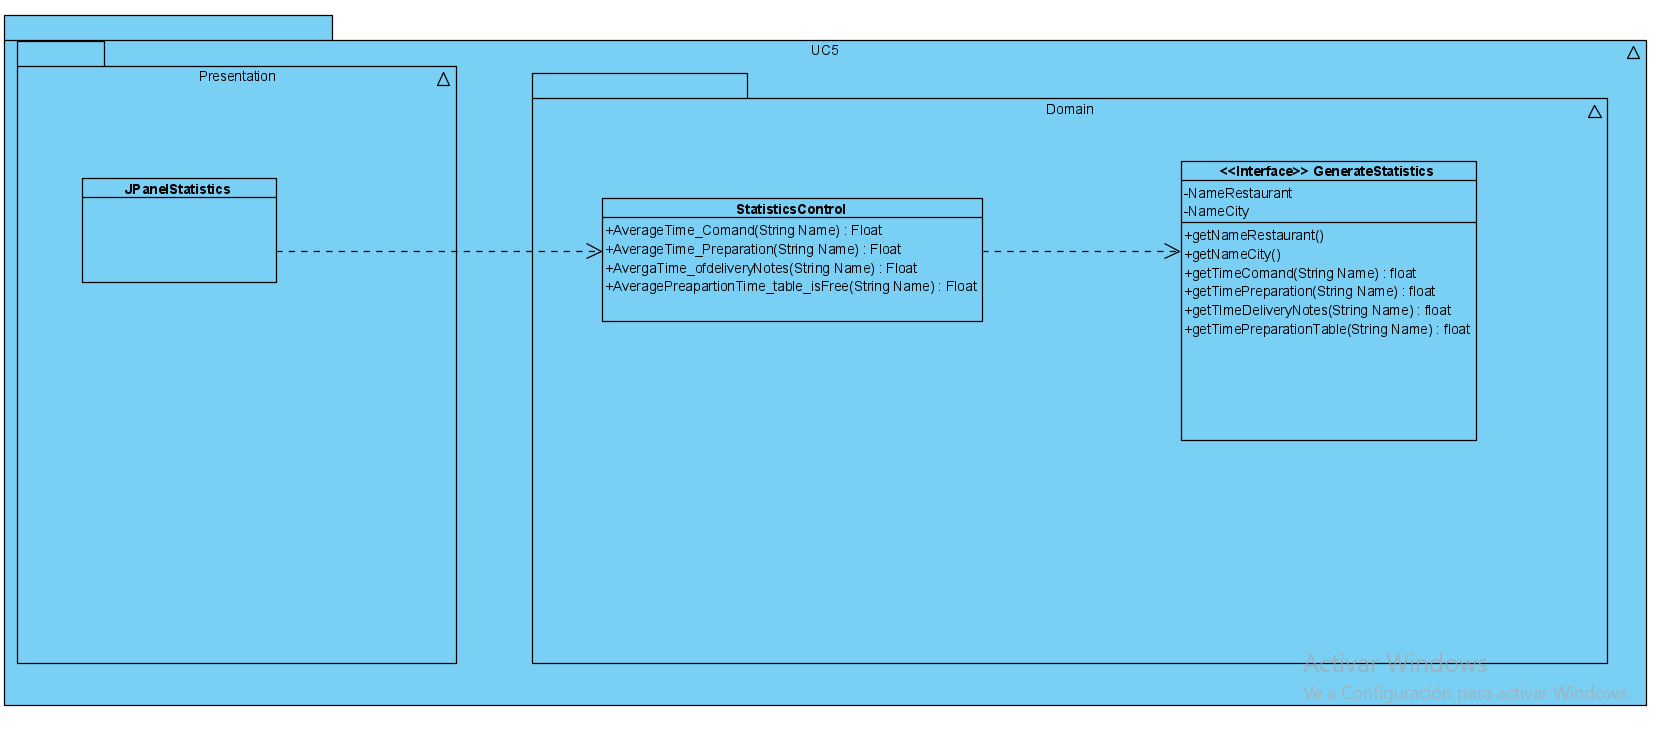 UC5
Presentation
Domain
JPanelStatistics
StatisticsControl
+AverageTime_Comand(String Name) : Float
+AverageTime_Preparation(String Name) : Float
+AvergaTime_ofdeliveryNotes(String Name) : Float
+AveragePreapartionTime_table_isFree(String Name) : Float
<<Interface>> GenerateStatistics
-NameRestaurant
-NameCity
+getNameRestaurant()
+getNameCity()
+getTimeComand(String Name) : float
+getTimePreparation(String Name) : float
+getTImeDeliveryNotes(String Name) : float
+getTimePreparationTable(String Name) : float
Activar Windows
Ve a Configuración para activar Windows.